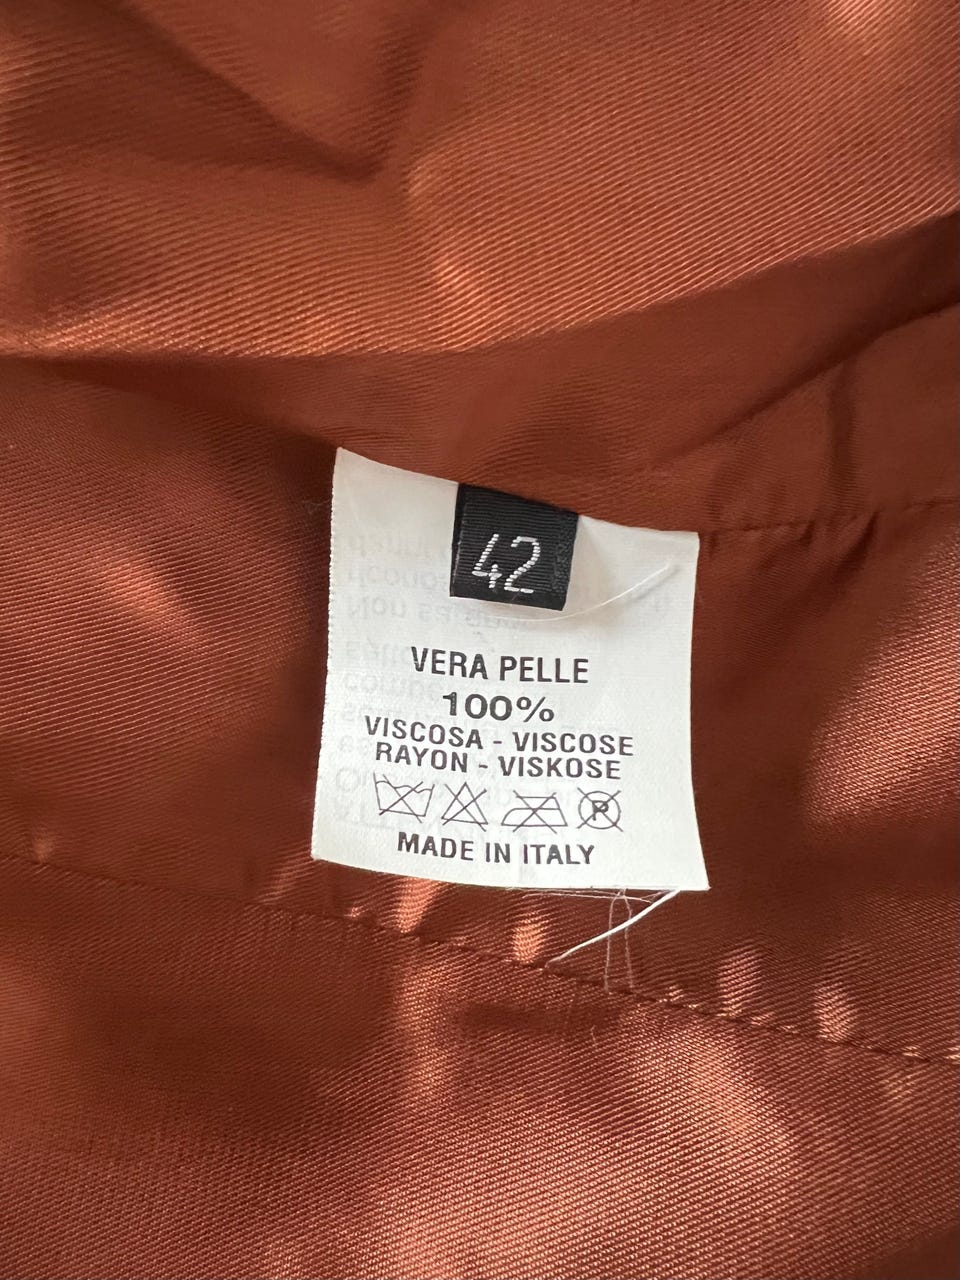 42
VERA PELLE
100%
VISCOSA - VISCOSE
RAYON - VISKOSE
P
MADE IN ITALY